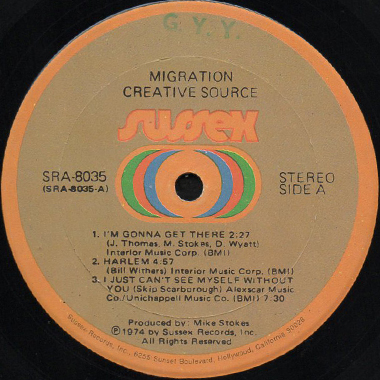 G. Y. Y.
MIGRATION
CREATIVE SOURCE
sussex
SRA-8035
(SRA-8035-A)
STEREO
SIDE A
1. I'M GONNA GET THERE 2:27
(J. Thomas, M. Stokes, D. Wyatt)
Interior Music Corp. (BMI)
2. HARLEM 4:57
(Bill Withers) Interior Music Corp. (BMI)
3. I JUST CAN'T SEE MYSELF WITHOUT
YOU (Skip Scarborough) Alexscar Music
Co./Unichappell Music Co. (BMI) 7:30
Produced by: Mike Stokes
℗1974 by Sussex Records, Inc.
All Rights Reserved
Sussex Records, Inc., 6255 Sunset Boulevard, Hollywood, California 90028